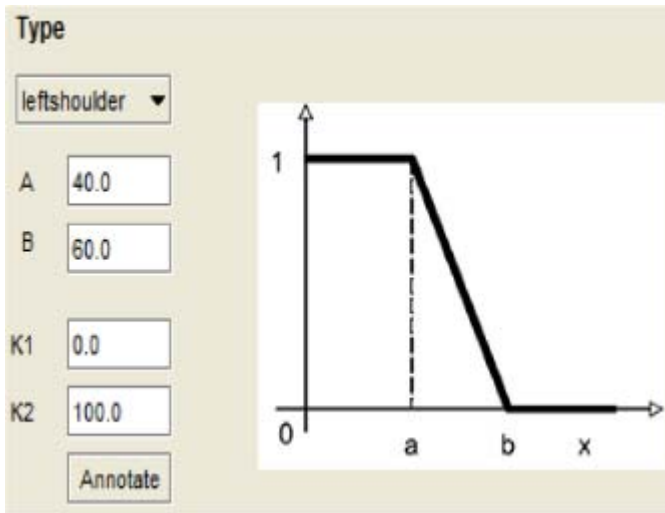 Type
leftshoulder
A 40.0
B 60.0
K1 0.0
K2 100.0
Annotate
1
0 a b x